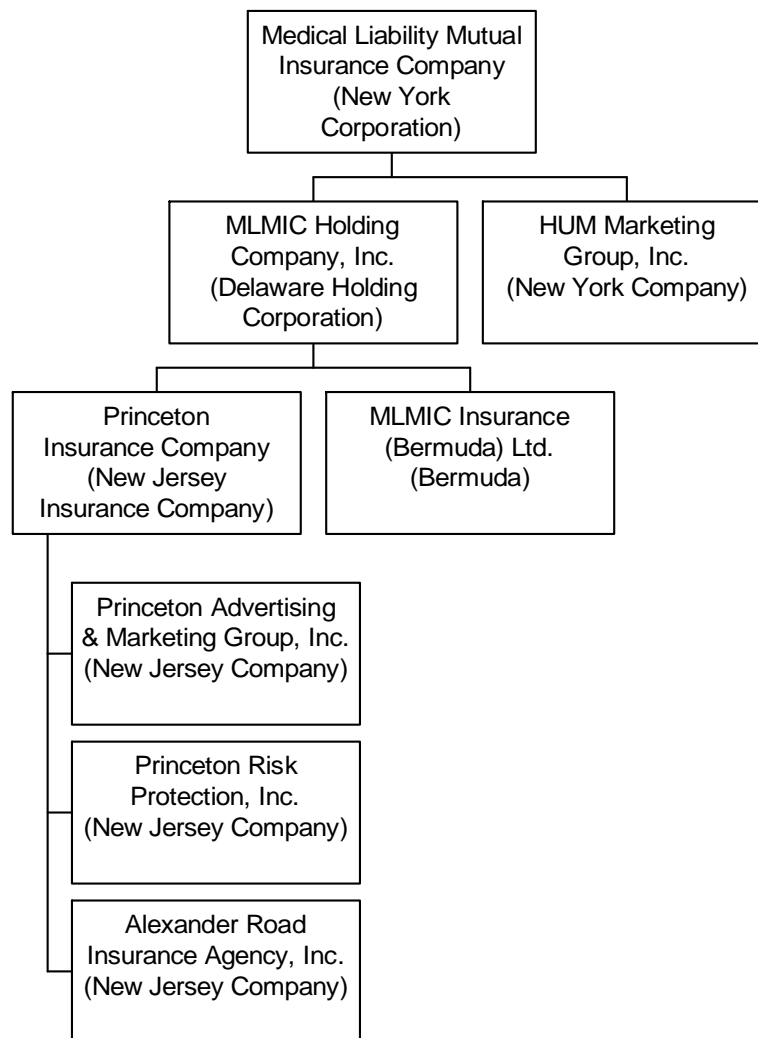 Medical Liability Mutual
Insurance Company
(New York
Corporation)
MLMIC Holding
Company, Inc.
(Delaware Holding
Corporation)
HUM Marketing
Group, Inc.
(New York Company)
Princeton
Insurance Company
(New Jersey
Insurance Company)
MLMIC Insurance
(Bermuda) Ltd.
(Bermuda)
Princeton Advertising
& Marketing Group, Inc.
(New Jersey Company)
Princeton Risk
Protection, Inc.
(New Jersey Company)
Alexander Road
Insurance Agency, Inc.
(New Jersey Company)